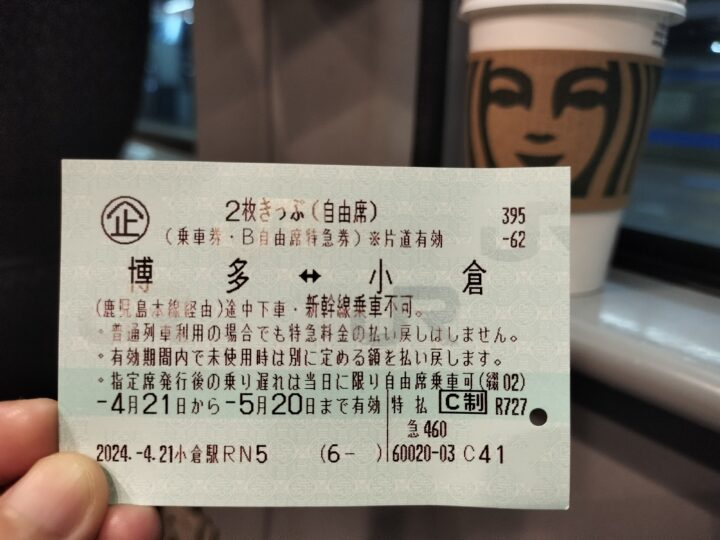 企 2枚きっぷ(自由席) 395
(乗車券・B自由席特急券)※片道有効 -62
博多 ↔ 小倉
(鹿児島本線経由)途中下車・新幹線乗車不可。
・普通列車利用の場合でも特急料金の払い戻しはしません。
・有効期間内で未使用時は別に定める額を払い戻します。
・指定席発行後の乗り遅れは当日に限り自由席乗車可(綴02)
-4月21日から-5月20日まで有効 特払 C制 R727
急460
2024.-4.21小倉駅RN5 (6- ) 60020-03 C41